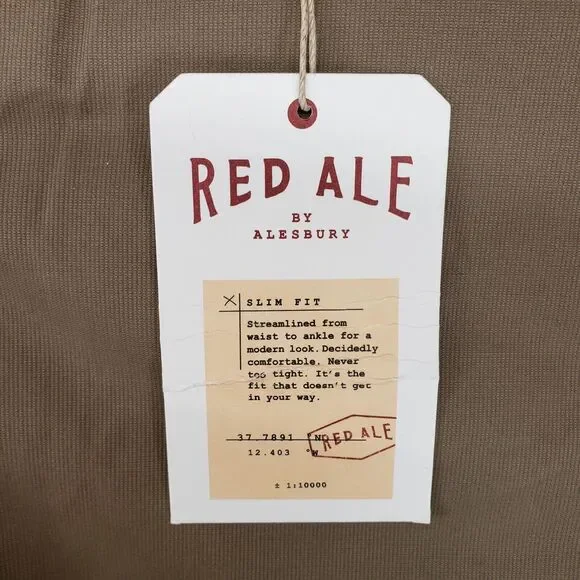 RED ALE
BY
ALESBURY
SLIM FIT
Streamlined from
waist to ankle for a
modern look. Decidedly
comfortable. Never
too tight. It's the
fit that doesn't get
in your way.
37.7891 °N
12.403 °W
RED ALE
± 1:10000